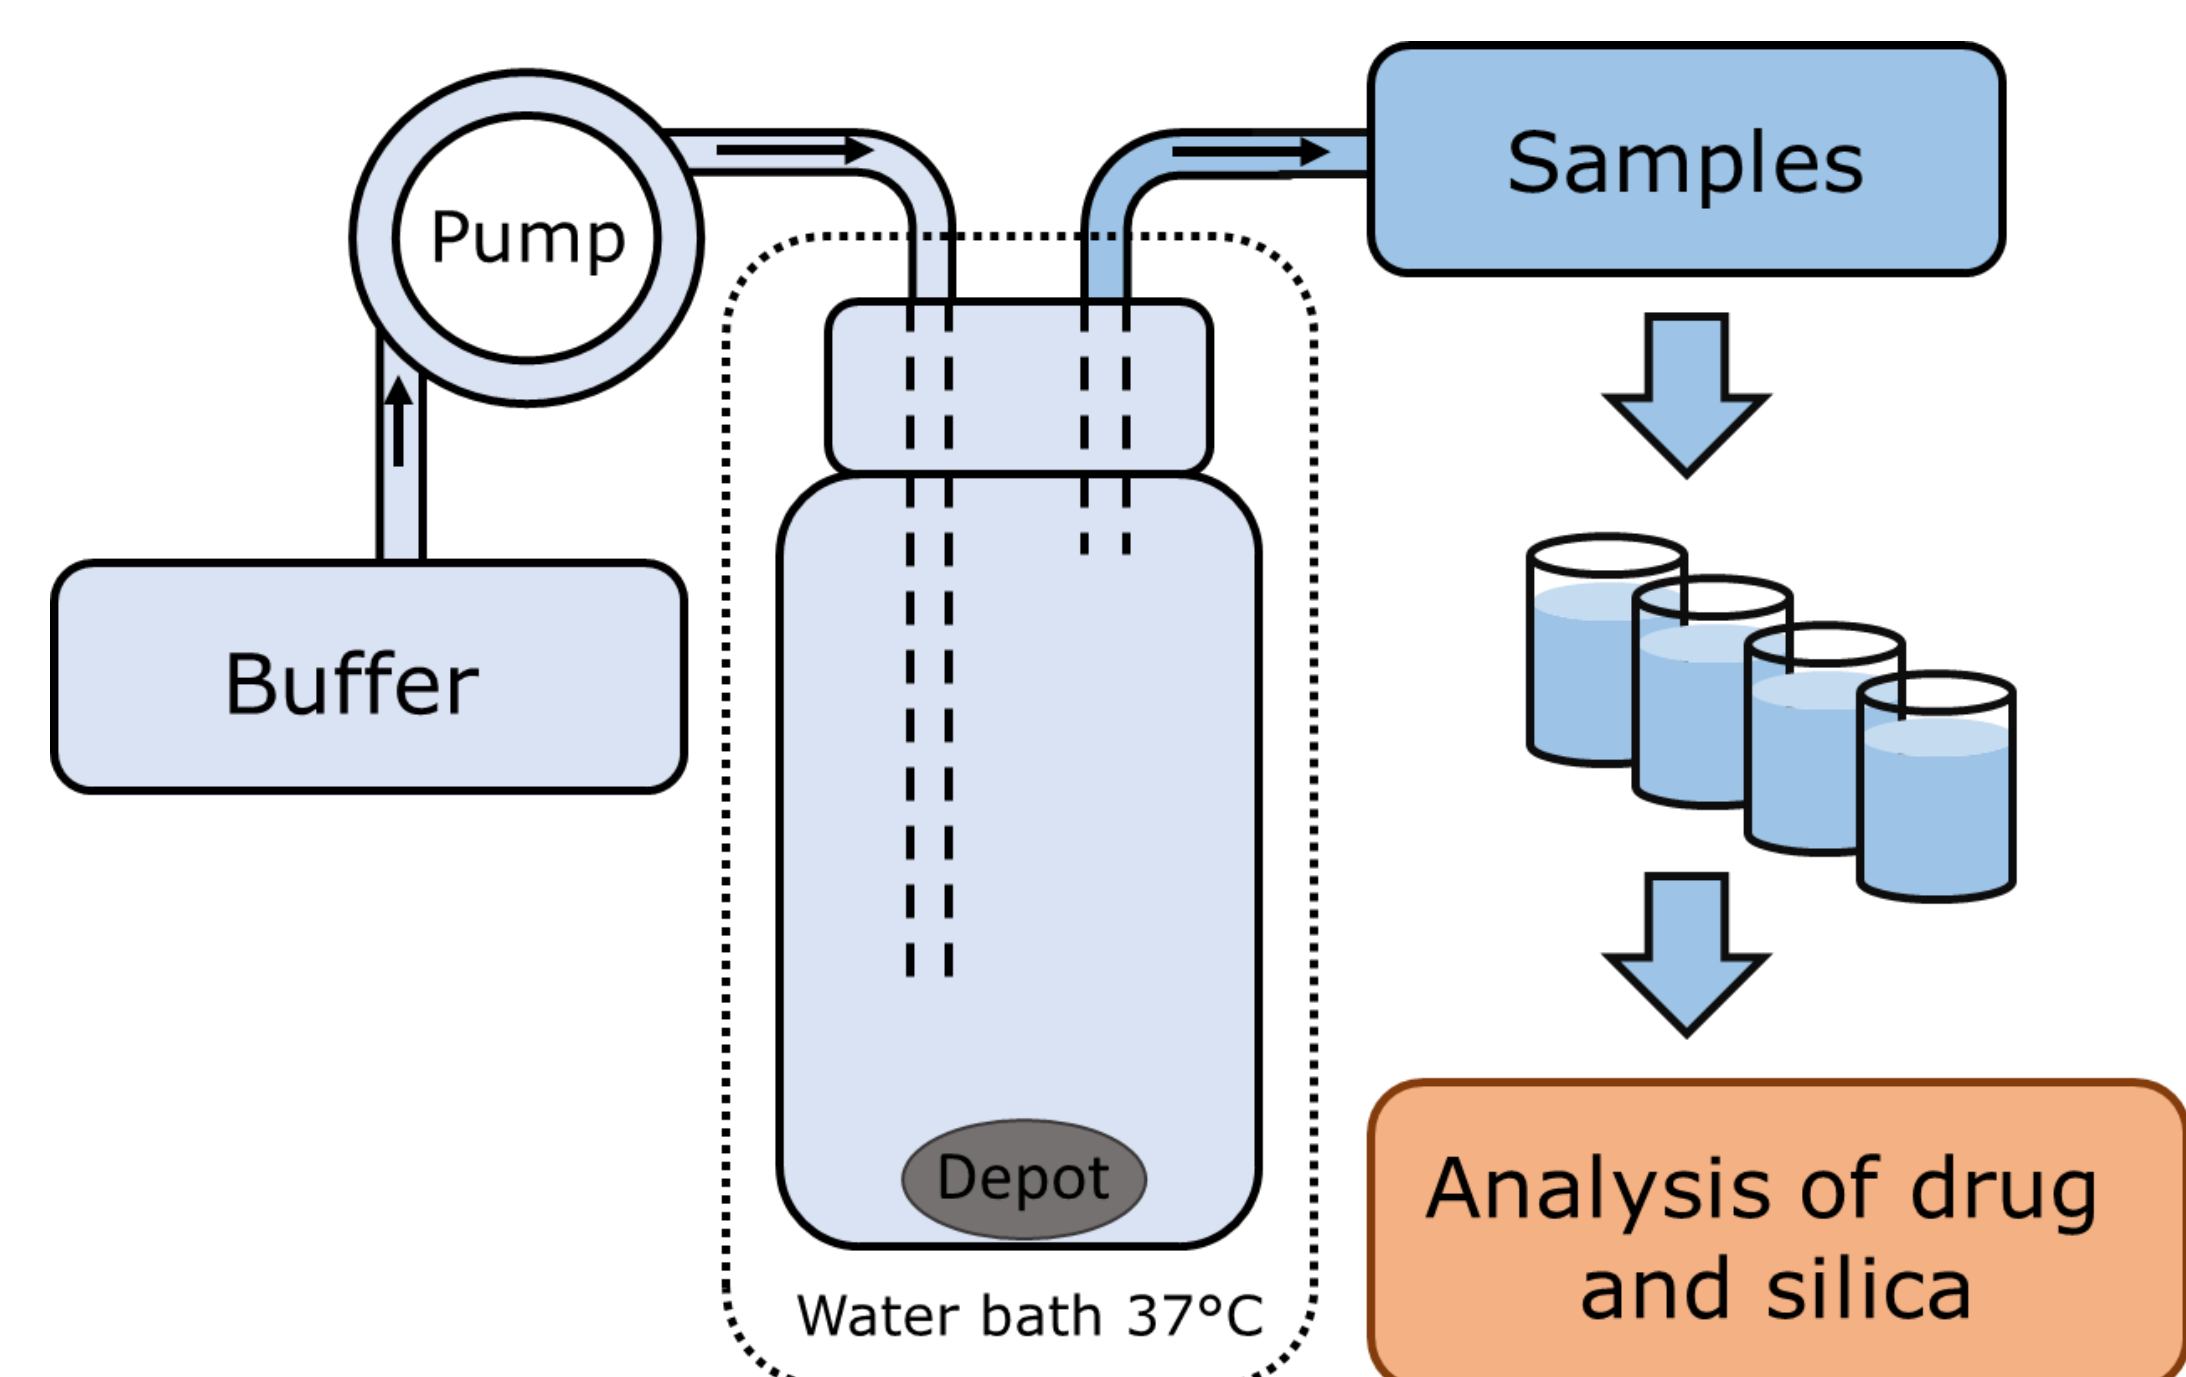 Pump
Samples
Buffer
Depot
Water bath 37°C
Analysis of drug
and silica